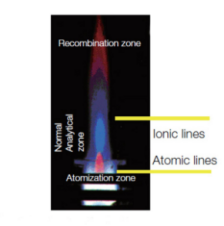 Recombination zone
Normal
Analytical
zone
Ionic lines
Atomic lines
Atomization zone